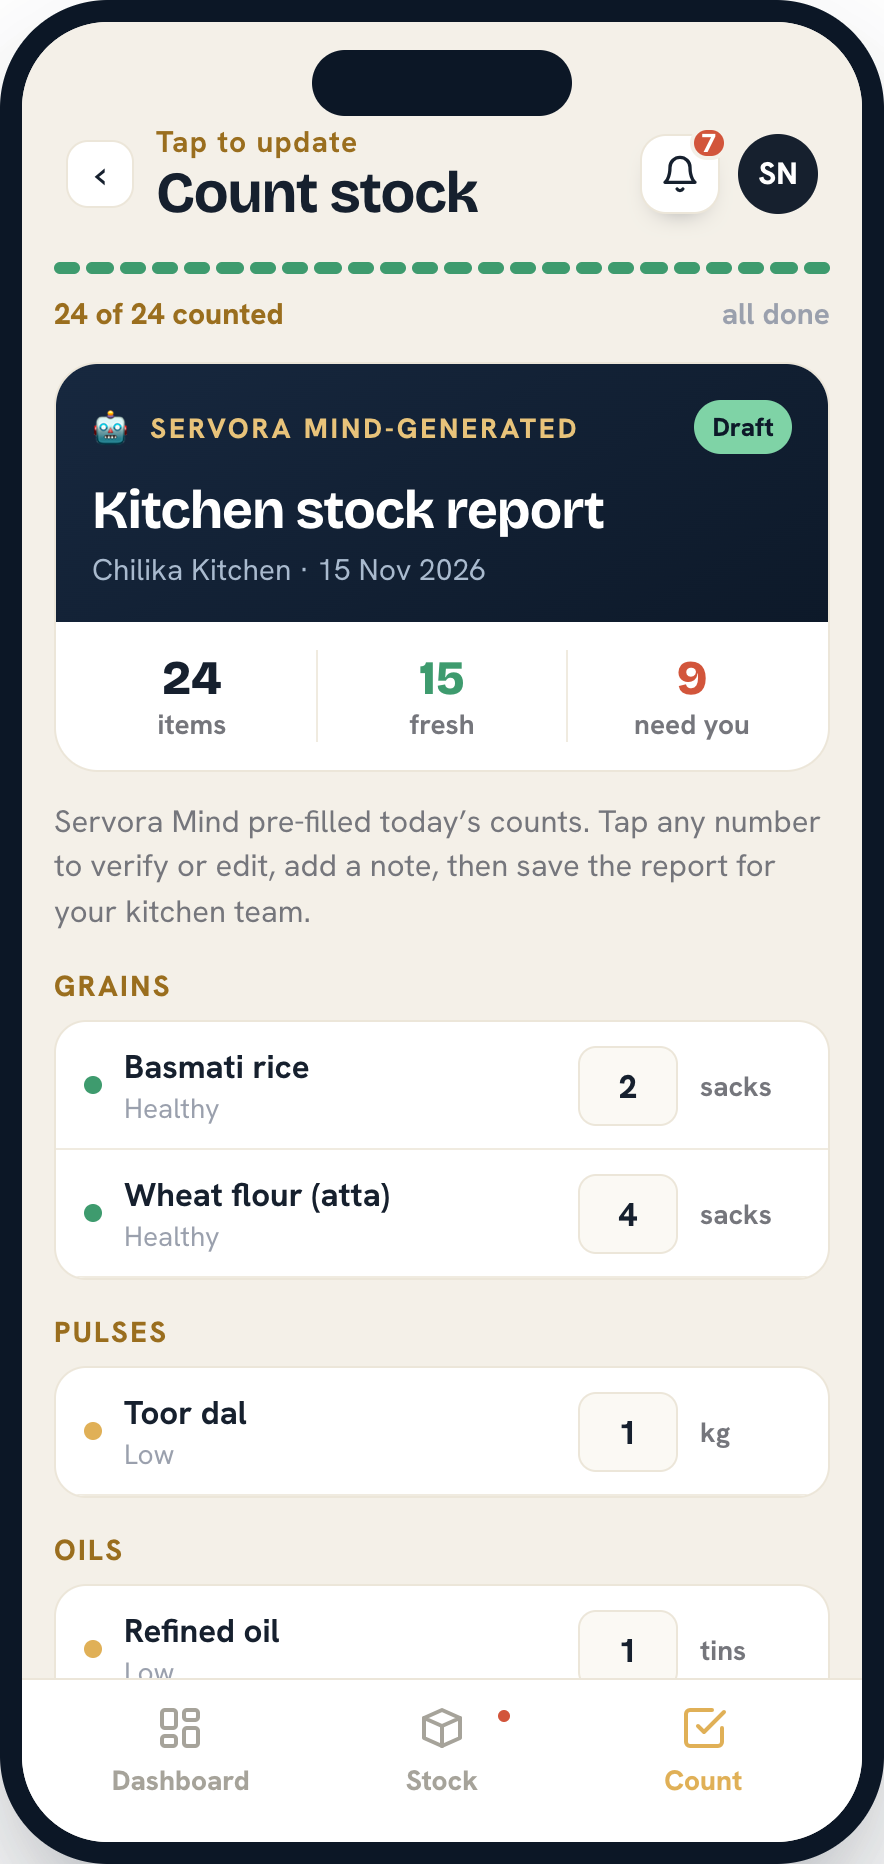 Tap to update
Count stock
7
SN
24 of 24 counted
all done
SERVORA MIND-GENERATED
Draft
Kitchen stock report
Chilika Kitchen · 15 Nov 2026
24
items
15
fresh
9
need you
Servora Mind pre-filled today’s counts. Tap any number
to verify or edit, add a note, then save the report for
your kitchen team.
GRAINS
Basmati rice
Healthy
2
sacks
Wheat flour (atta)
Healthy
4
sacks
PULSES
Toor dal
Low
1
kg
OILS
Refined oil
Low
1
tins
Dashboard
Stock
Count